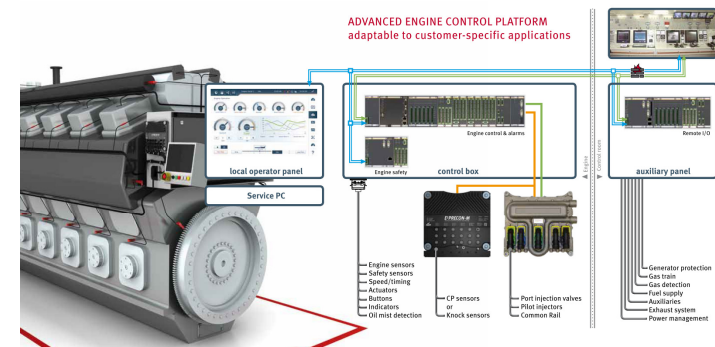 ADVANCED ENGINE CONTROL PLATFORM
adaptable to customer-specific applications
Engine control & alarms
Engine safety
Remote I/O
local operator panel
control box
auxiliary panel
Service PC
Engine
Control room
PRECON
Engine sensors
Safety sensors
Speed/timing
Actuators
Buttons
Indicators
Oil mist detection
CP sensors
or
Knock sensors
Port injection valves
Pilot injectors
Common Rail
Generator protection
Gas train
Gas detection
Fuel supply
Auxiliaries
Exhaust system
Power management